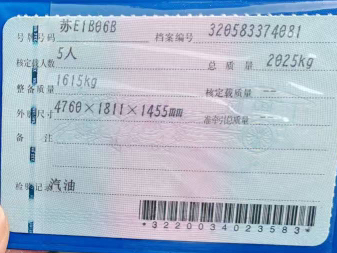 号牌号码 苏E1B06B 档案编号 320583374081
核定载人数 5人 总质量 2025kg
整备质量 1615kg 核定载质量 --
外廓尺寸 4760×1811×1455mm 准牵引总质量 --
备注
检验记录 汽油
*3220034023583*